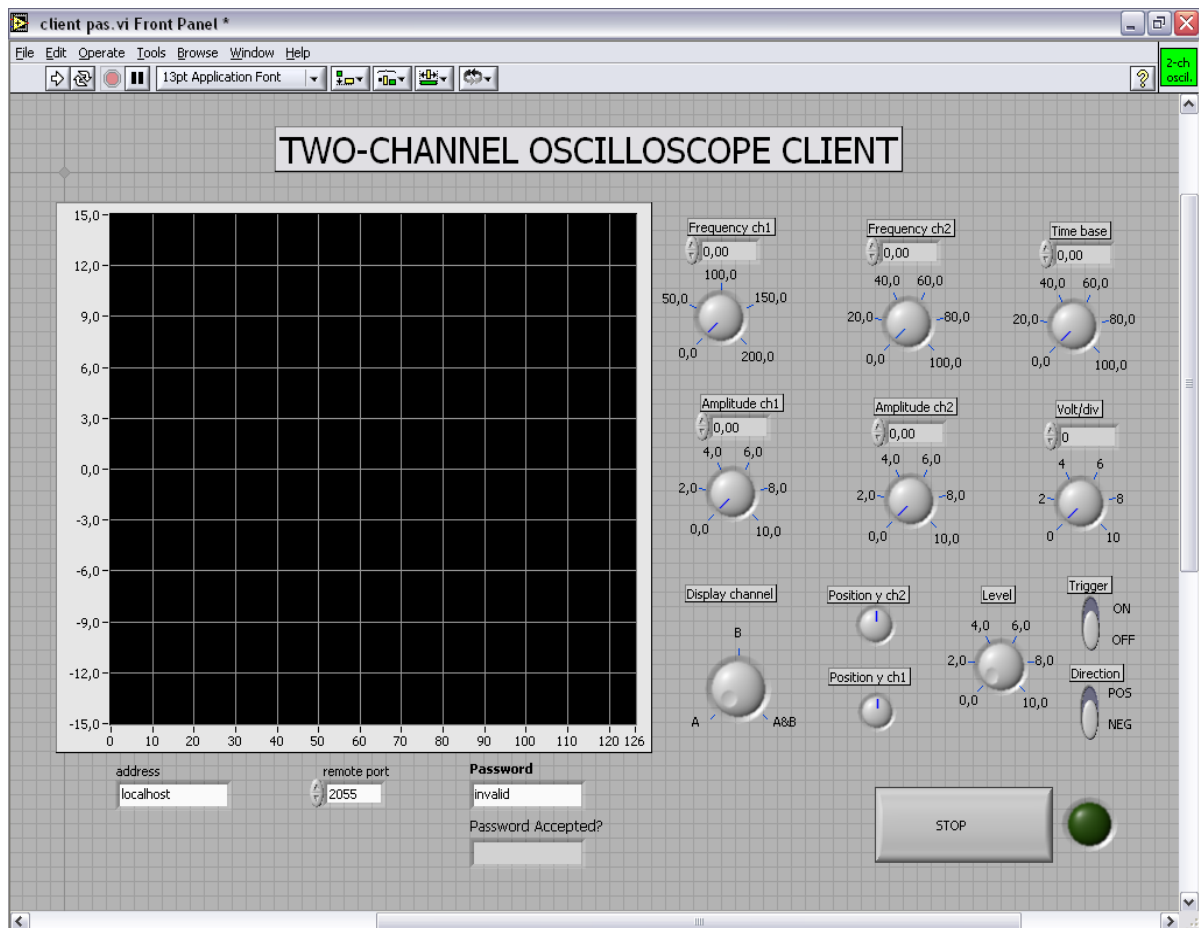 client pas.vi Front Panel *
File Edit Operate Tools Browse Window Help
13pt Application Font
2-ch
oscil.
TWO-CHANNEL OSCILLOSCOPE CLIENT
15,0
12,0
9,0
6,0
3,0
0,0
-3,0
-6,0
-9,0
-12,0
-15,0
0 10 20 30 40 50 60 70 80 90 100 110 120 126
Frequency ch1
0,00
0,0 50,0 100,0 150,0 200,0
Frequency ch2
0,00
0,0 20,0 40,0 60,0 80,0 100,0
Time base
0,00
0,0 20,0 40,0 60,0 80,0 100,0
Amplitude ch1
0,00
0,0 2,0 4,0 6,0 8,0 10,0
Amplitude ch2
0,00
0,0 2,0 4,0 6,0 8,0 10,0
Volt/div
0
0 2 4 6 8 10
Display channel
A B A&B
Position y ch2
Position y ch1
Level
0,0 2,0 4,0 6,0 8,0 10,0
Trigger
ON
OFF
Direction
POS
NEG
address
localhost
remote port
2055
Password
invalid
Password Accepted?
STOP